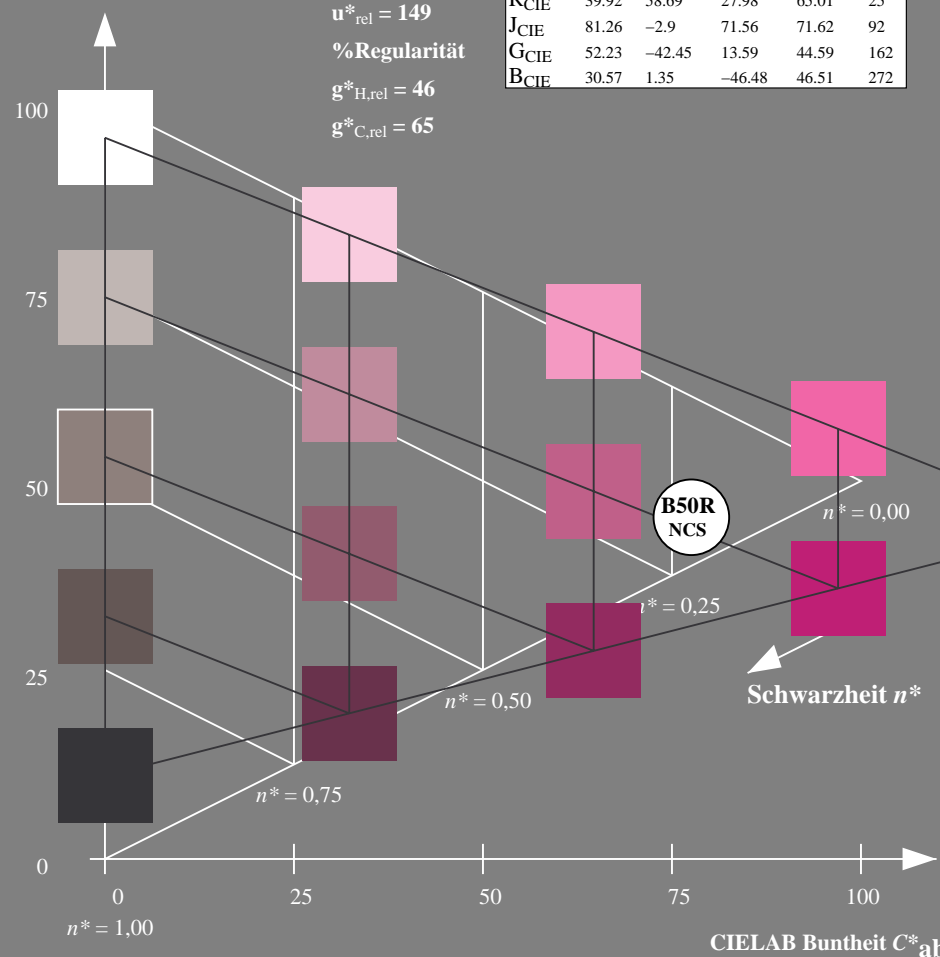 u*rel = 149
%Regularität
g*H,rel = 46
g*C,rel = 65
RCIE 39.92 58.69 27.98 65.01 25
JCIE 81.26 –2.9 71.56 71.62 92
GCIE 52.23 –42.45 13.59 44.59 162
BCIE 30.57 1.35 –46.48 46.51 272
100
75
50
25
0
B50R
NCS
n* = 0,00
n* = 0,25
n* = 0,50
n* = 0,75
Schwarzheit n*
0 25 50 75 100
n* = 1,00
CIELAB Buntheit C*ab